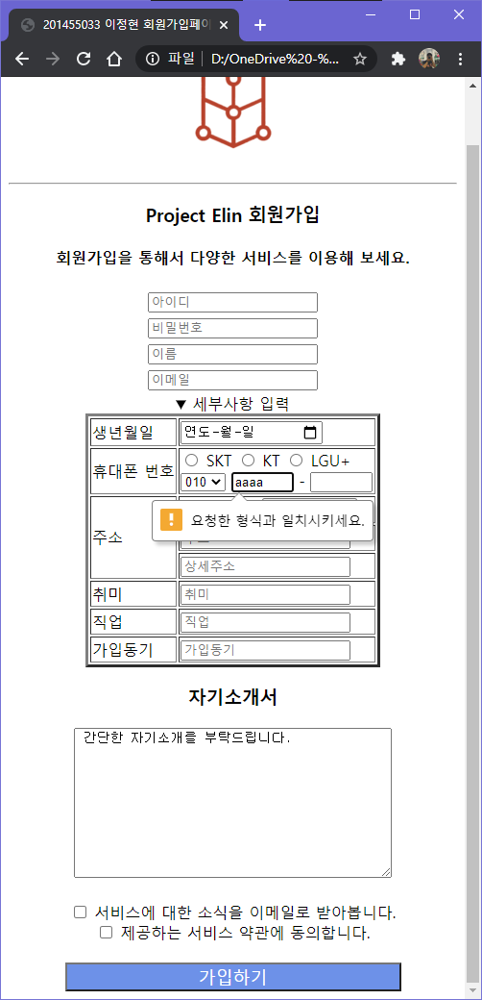 201455033 이정현 회원가입페이
파일 D:/OneDrive%20-%...
Project Elin 회원가입
회원가입을 통해서 다양한 서비스를 이용해 보세요.
아이디
비밀번호
이름
이메일
▼ 세부사항 입력
생년월일 연도-월-일
휴대폰 번호 SKT KT LGU+
010 aaaa -
요청한 형식과 일치시키세요.
주소
상세주소
취미 취미
직업 직업
가입동기 가입동기
자기소개서
간단한 자기소개를 부탁드립니다.
서비스에 대한 소식을 이메일로 받아봅니다.
제공하는 서비스 약관에 동의합니다.
가입하기